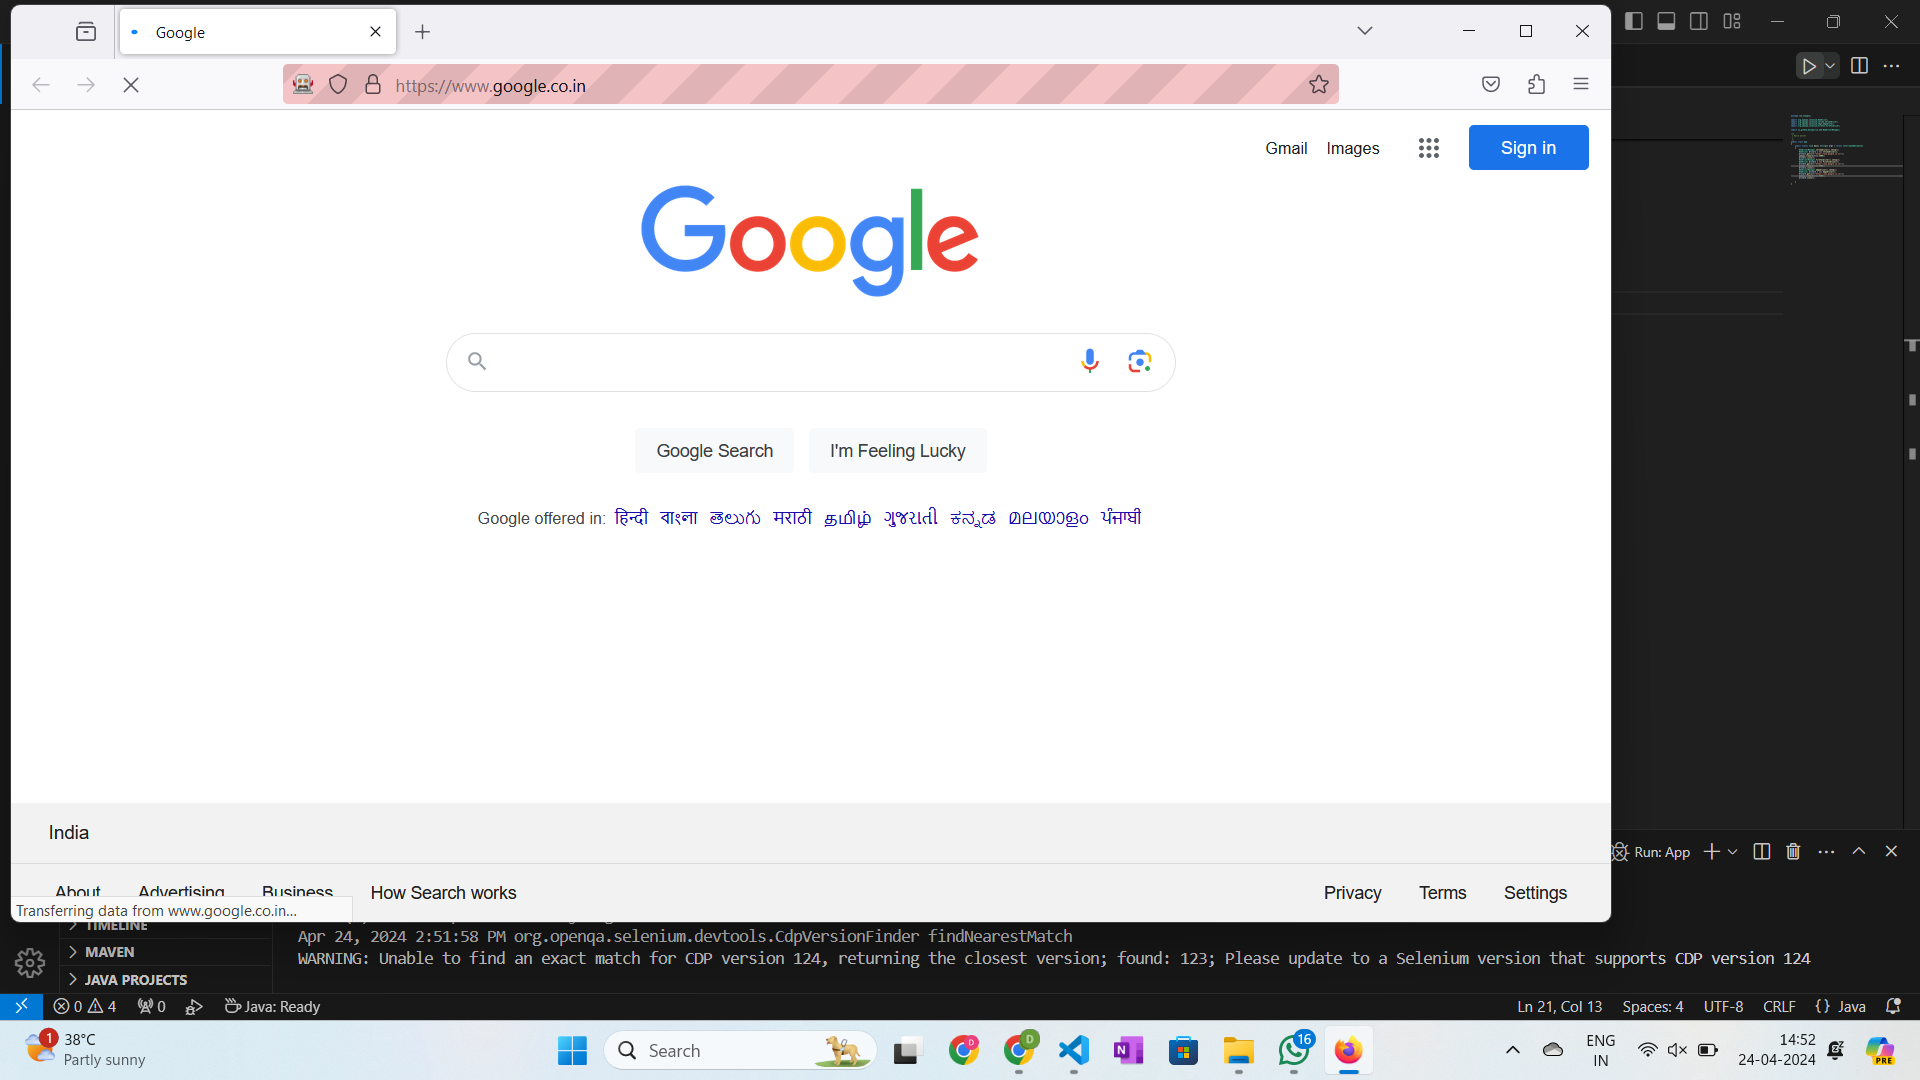 Google
https://www.google.co.in
Gmail Images Sign in
Google
Google Search I'm Feeling Lucky
Google offered in: हिन्दी বাংলা తెలుగు मराठी தமிழ் ગુજરાતી ಕನ್ನಡ മലയാളം ਪੰਜਾਬੀ
India
Run: App
About Advertising Business How Search works Privacy Terms Settings
Transferring data from www.google.co.in...
TIMELINE
Apr 24, 2024 2:51:58 PM org.openqa.selenium.devtools.CdpVersionFinder findNearestMatch
MAVEN
WARNING: Unable to find an exact match for CDP version 124, returning the closest version; found: 123; Please update to a Selenium version that supports CDP version 124
JAVA PROJECTS
0 4 0 Java: Ready Ln 21, Col 13 Spaces: 4 UTF-8 CRLF {} Java
1 38°C
Partly sunny
Search
D
D
N
16
ENG
IN
14:52
24-04-2024
PRE